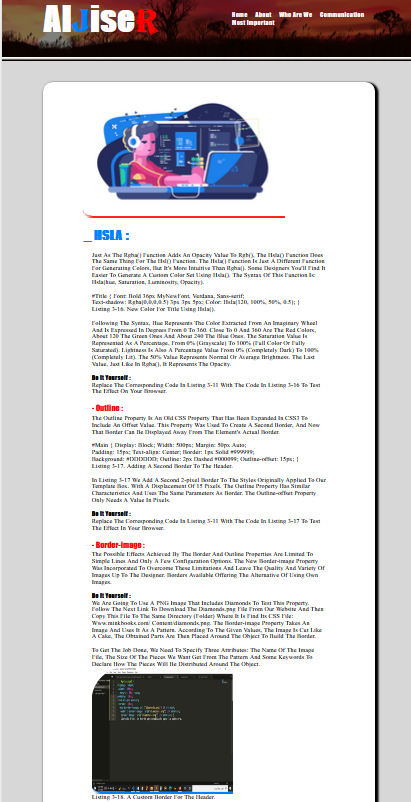 AlJiseR
Home About Who Are We Communication
Most Important
_ HSLA :
Just As The Rgba() Function Adds An Opacity Value To Rgb(), The Hsla() Function Does
The Same Thing For The Hsl() Function. The Hsla() Function Is Just A Different Function
For Generating Colors, But It's More Intuitive Than Rgba(). Some Designers You'll Find It
Easier To Generate A Custom Color Set Using Hsla(). The Syntax Of This Function Is:
Hsla(hue, Saturation, Luminosity, Opacity).
#Title { Font: Bold 36px MyNewFont, Verdana, Sans-serif;
Text-shadow: Rgba(0,0,0,0.5) 3px 3px 5px; Color: Hsla(120, 100%, 50%, 0.5); }
Listing 3-16. New Color For Title Using Hsl().
Following The Syntax, Hue Represents The Color Extracted From An Imaginary Wheel
And Is Expressed In Degrees From 0 To 360. Close To 0 And 360 Are The Red Colors,
About 120 The Green Ones And About 240 The Blue Ones. The Saturation Value Is
Represented As A Percentage, From 0% (Grayscale) To 100% (Full Color Or Fully
Saturated). Lightness Is Also A Percentage Value From 0% (Completely Dark) To 100%
(Completely Lit). The 50% Value Represents Normal Or Average Brightness. The Last
Value, Just Like In Rgba(), It Represents The Opacity.
Do It Yourself :
Replace The Corresponding Code In Listing 3-11 With The Code In Listing 3-16 To Test
The Effect On Your Browser.
- Outline :
The Outline Property Is An Old CSS Property That Has Been Expanded In CSS3 To
Include An Offset Value. This Property Was Used To Create A Second Border, And Now
That Border Can Be Displayed Away From The Element's Actual Border.
#Main { Display: Block; Width: 500px; Margin: 50px Auto;
Padding: 15px; Text-align: Center; Border: 1px Solid #999999;
Background: #DDDDDD; Outline: 2px Dashed #000099; Outline-offset: 15px; }
Listing 3-17. Adding A Second Border To The Header.
In Listing 3-17 We Add A Second 2-pixel Border To The Styles Originally Applied To Our
Template Box. With A Displacement Of 15 Pixels. The Outline Property Has Similar
Characteristics And Uses The Same Parameters As Border. The Outline-offset Property
Only Needs A Value In Pixels.
Do It Yourself :
Replace The Corresponding Code In Listing 3-11 With The Code In Listing 3-17 To Test
The Effect In Your Browser.
- Border-image :
The Possible Effects Achieved By The Border And Outline Properties Are Limited To
Simple Lines And Only A Few Configuration Options. The New Border-image Property
Was Incorporated To Overcome These Limitations And Leave The Quality And Variety Of
Images Up To The Designer. Borders Available Offering The Alternative Of Using Own
Images.
Do It Yourself :
We Are Going To Use A PNG Image That Includes Diamonds To Test This Property.
Follow The Next Link To Download The Diamonds.png File From Our Website And Then
Copy This File To The Same Directory (Folder) Where It Is Find Its CSS File:
Www.minkbooks.com/ Content/diamonds.png. The Border-image Property Takes An
Image And Uses It As A Pattern. According To The Given Values, The Image Is Cut Like
A Cake, The Obtained Parts Are Then Placed Around The Object To Build The Border.
To Get The Job Done, We Need To Specify Three Attributes: The Name Of The Image
File, The Size Of The Pieces We Want Get From The Pattern And Some Keywords To
Declare How The Pieces Will Be Distributed Around The Object.
Listing 3-18. A Custom Border For The Header.